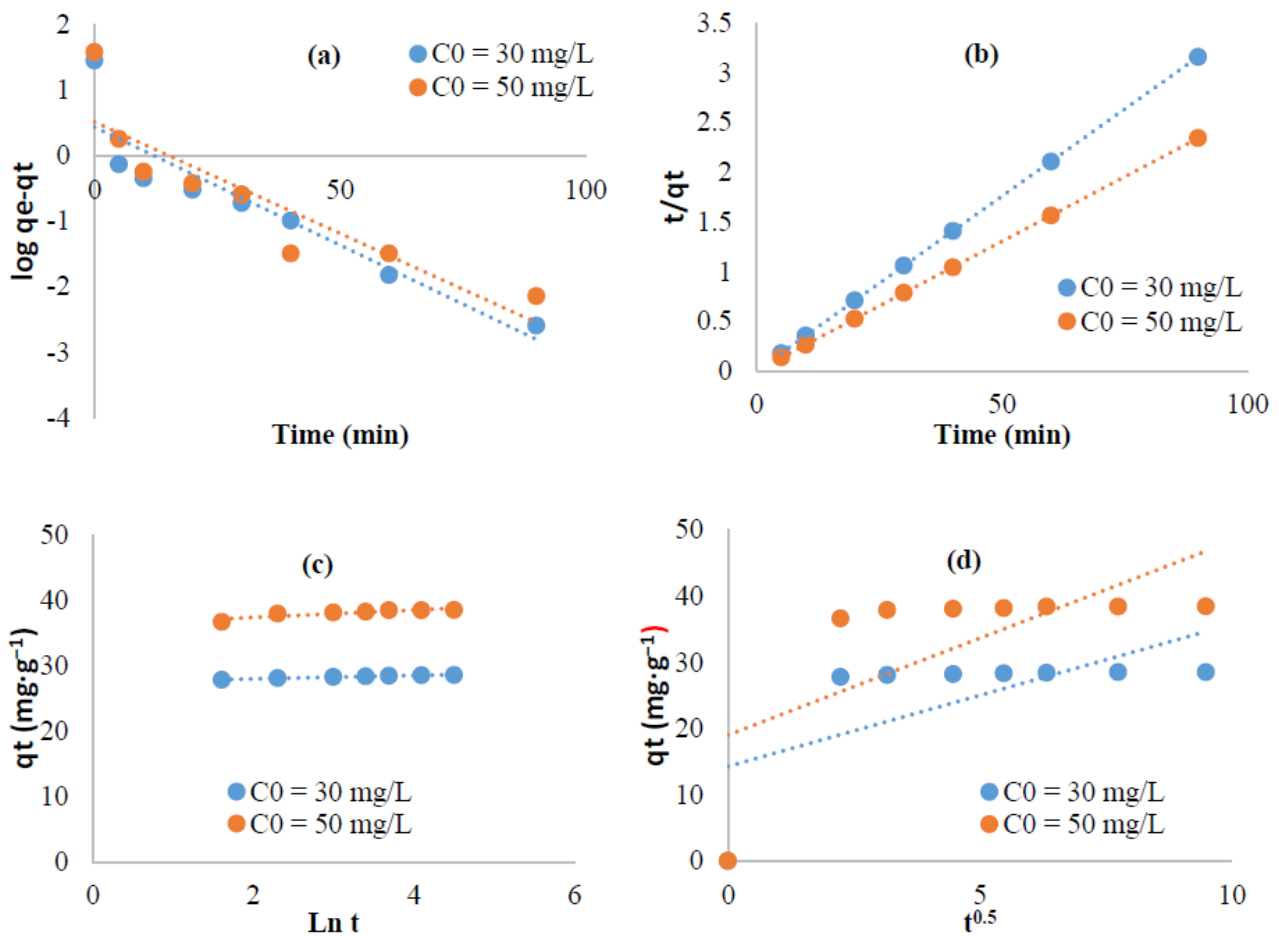 2
1
0
-1
-2
-3
-4
0
50
100
(a)
C0 = 30 mg/L
C0 = 50 mg/L
log qe-qt
Time (min)
3.5
3
2.5
2
1.5
1
0.5
0
0
50
100
(b)
C0 = 30 mg/L
C0 = 50 mg/L
t/qt
Time (min)
50
40
30
20
10
0
0
2
4
6
(c)
C0 = 30 mg/L
C0 = 50 mg/L
qt (mg·g⁻¹)
Ln t
50
40
30
20
10
0
0
5
10
(d)
C0 = 30 mg/L
C0 = 50 mg/L
qt (mg·g⁻¹)
t⁰·⁵